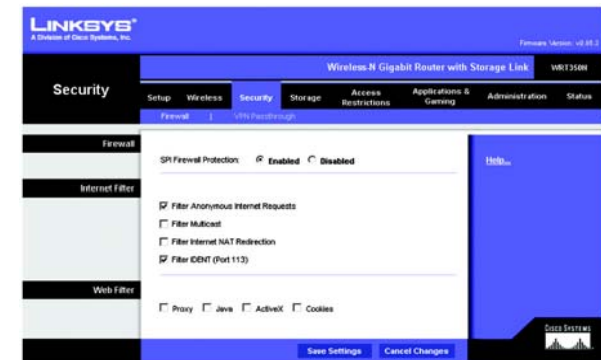 LINKSYS®
A Division of Cisco Systems, Inc.
Firmware Version: v2.00.2
Wireless-N Gigabit Router with Storage Link WRT350N
Security
Setup Wireless Security Storage Access Restrictions Applications & Gaming Administration Status
Firewall | VPN Passthrough
Firewall
SPI Firewall Protection: Enabled Disabled
Help...
Internet Filter
Filter Anonymous Internet Requests
Filter Multicast
Filter Internet NAT Redirection
Filter IDENT (Port 113)
Web Filter
Proxy Java ActiveX Cookies
Save Settings Cancel Changes
CISCO SYSTEMS